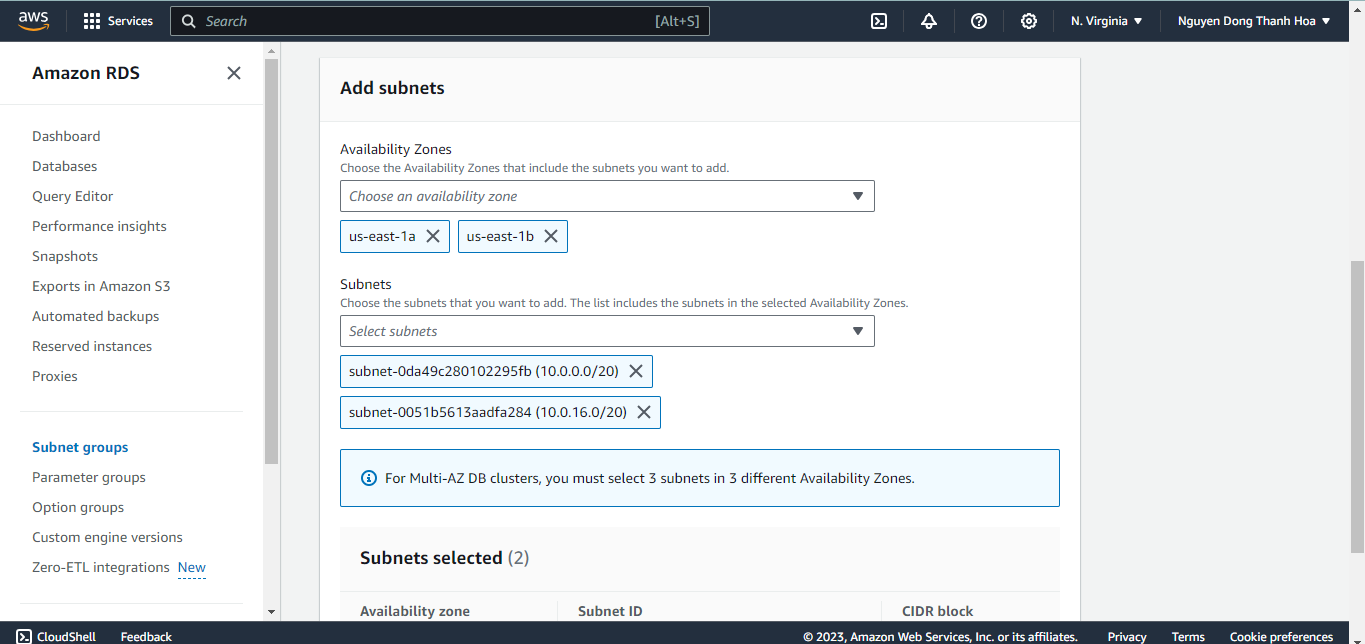 aws
Services
Search
[Alt+S]
N. Virginia
Nguyen Dong Thanh Hoa
Amazon RDS
Dashboard
Databases
Query Editor
Performance insights
Snapshots
Exports in Amazon S3
Automated backups
Reserved instances
Proxies
Subnet groups
Parameter groups
Option groups
Custom engine versions
Zero-ETL integrations New
Add subnets
Availability Zones
Choose the Availability Zones that include the subnets you want to add.
Choose an availability zone
us-east-1a
us-east-1b
Subnets
Choose the subnets that you want to add. The list includes the subnets in the selected Availability Zones.
Select subnets
subnet-0da49c280102295fb (10.0.0.0/20)
subnet-0051b5613aadfa284 (10.0.16.0/20)
For Multi-AZ DB clusters, you must select 3 subnets in 3 different Availability Zones.
Subnets selected (2)
Availability zone
Subnet ID
CIDR block
CloudShell
Feedback
© 2023, Amazon Web Services, Inc. or its affiliates.
Privacy
Terms
Cookie preferences